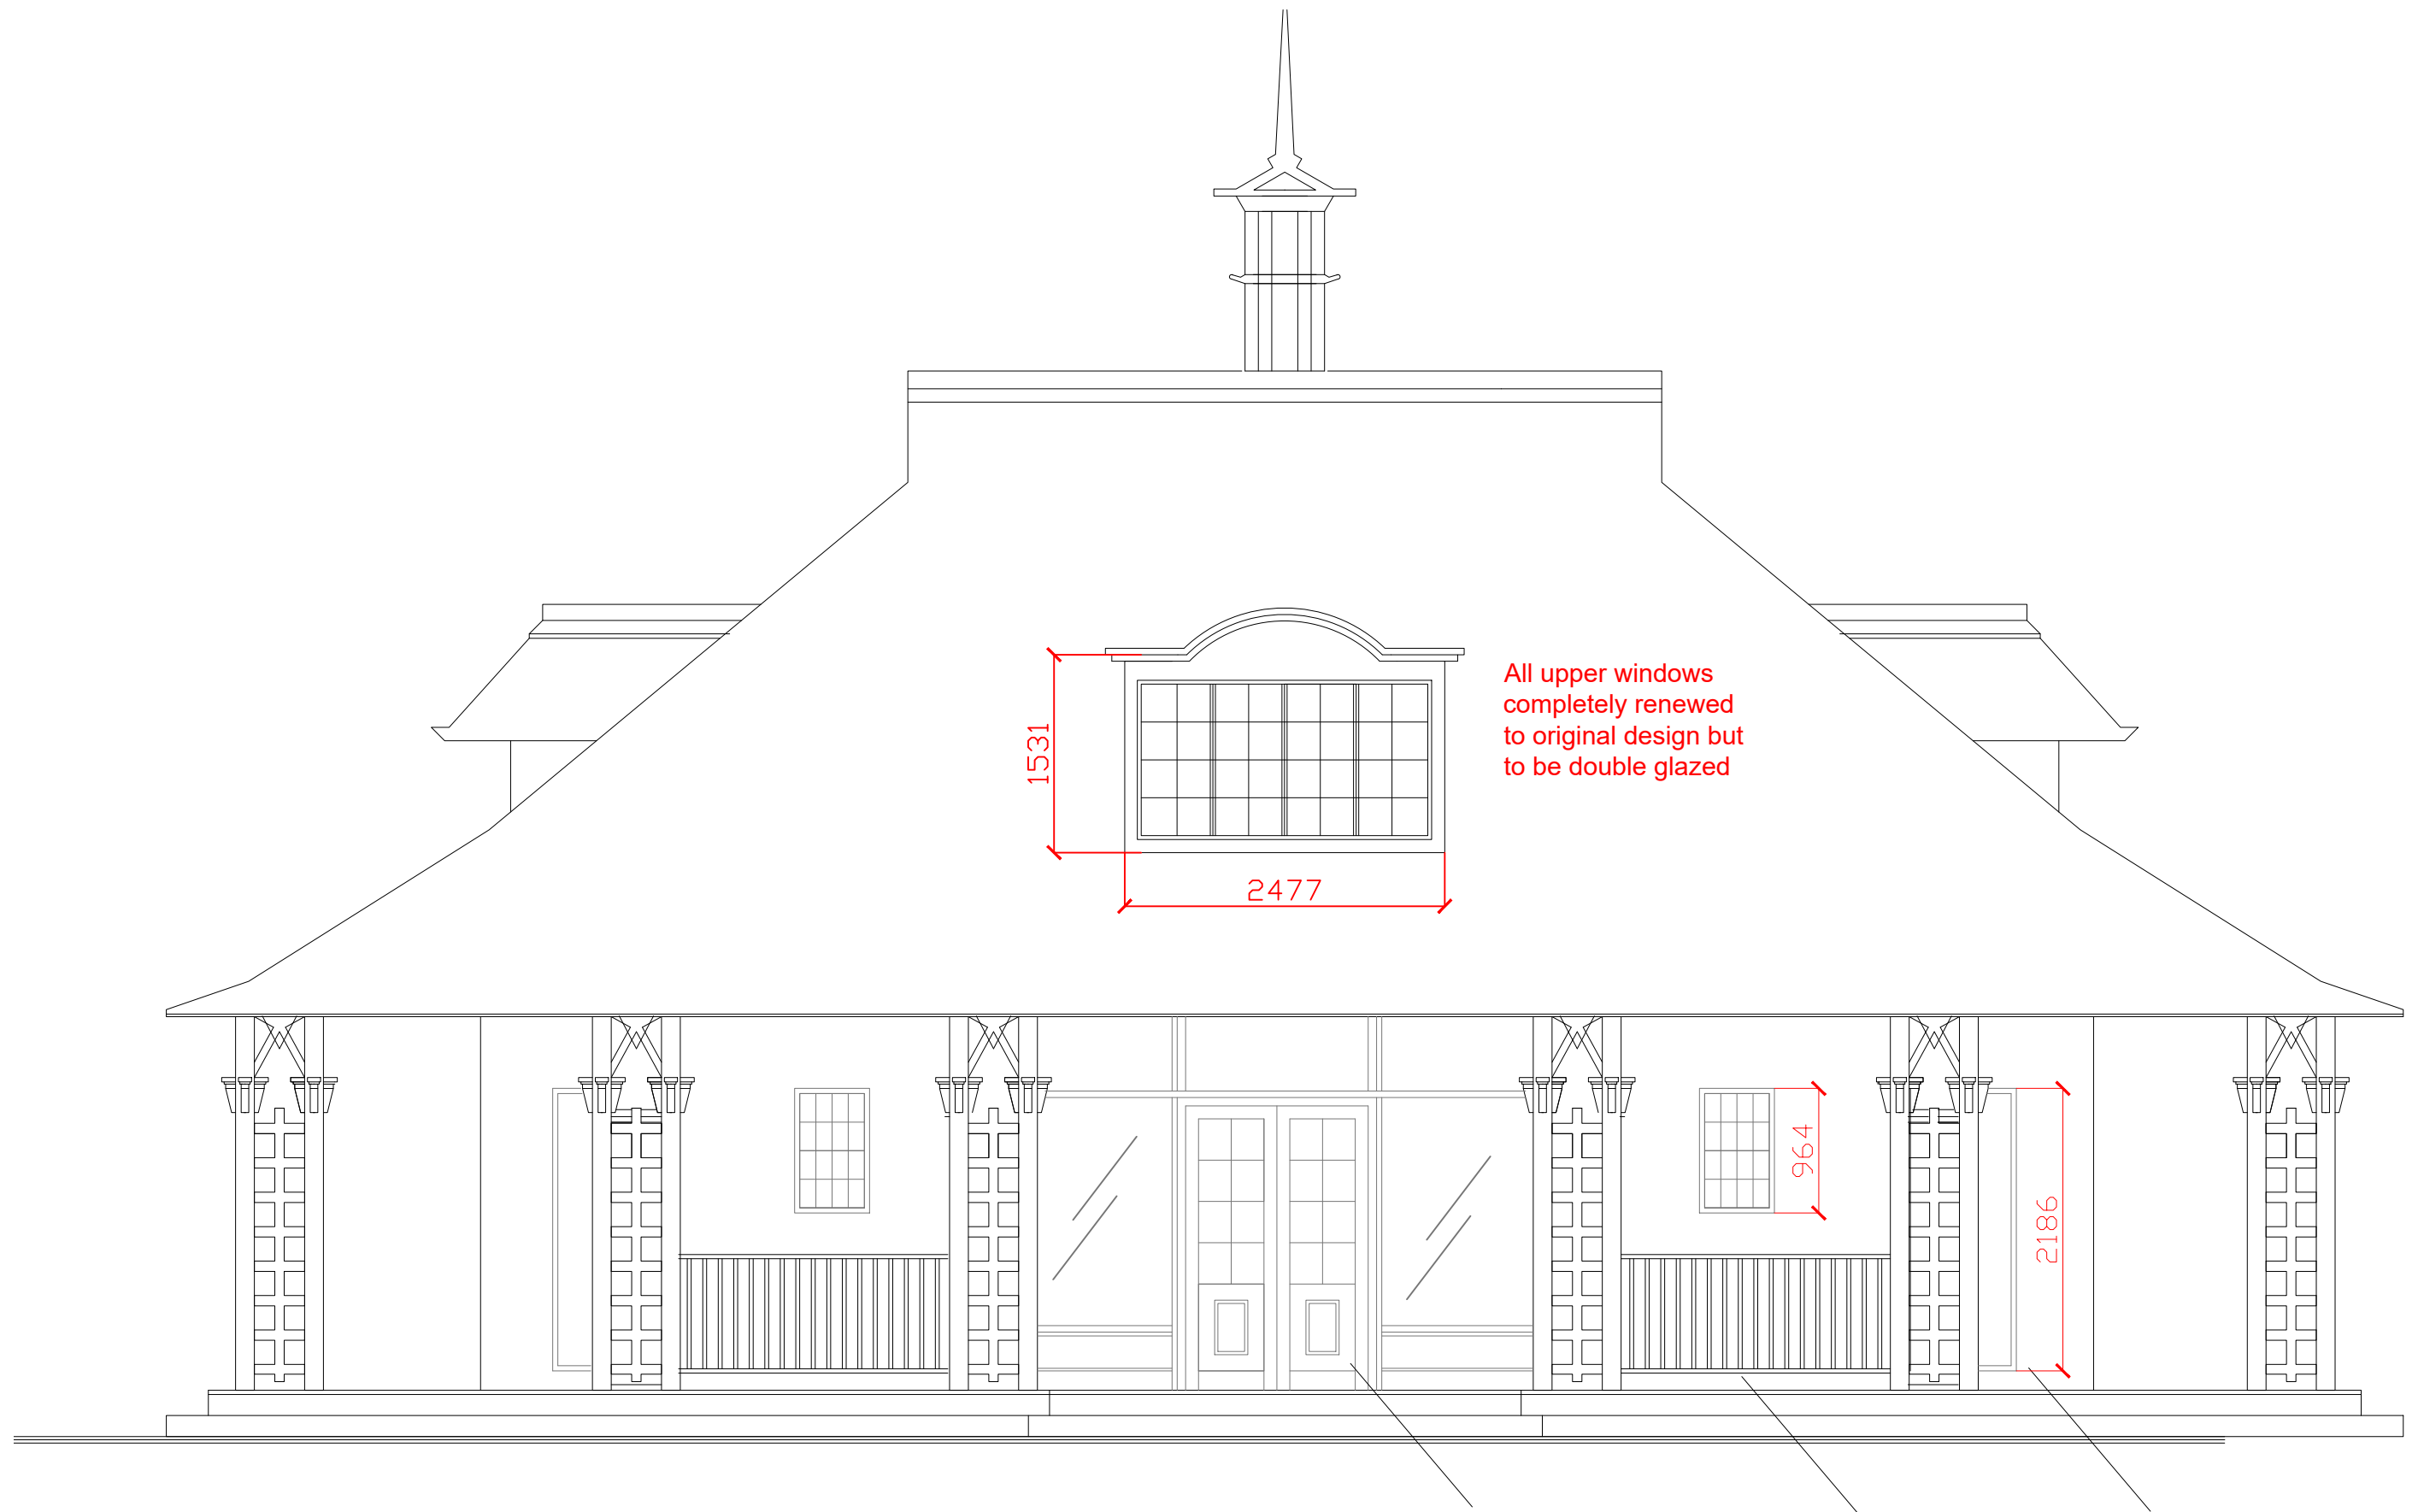 All upper windows
completely renewed
to original design but
to be double glazed
1531
2477
964
2186